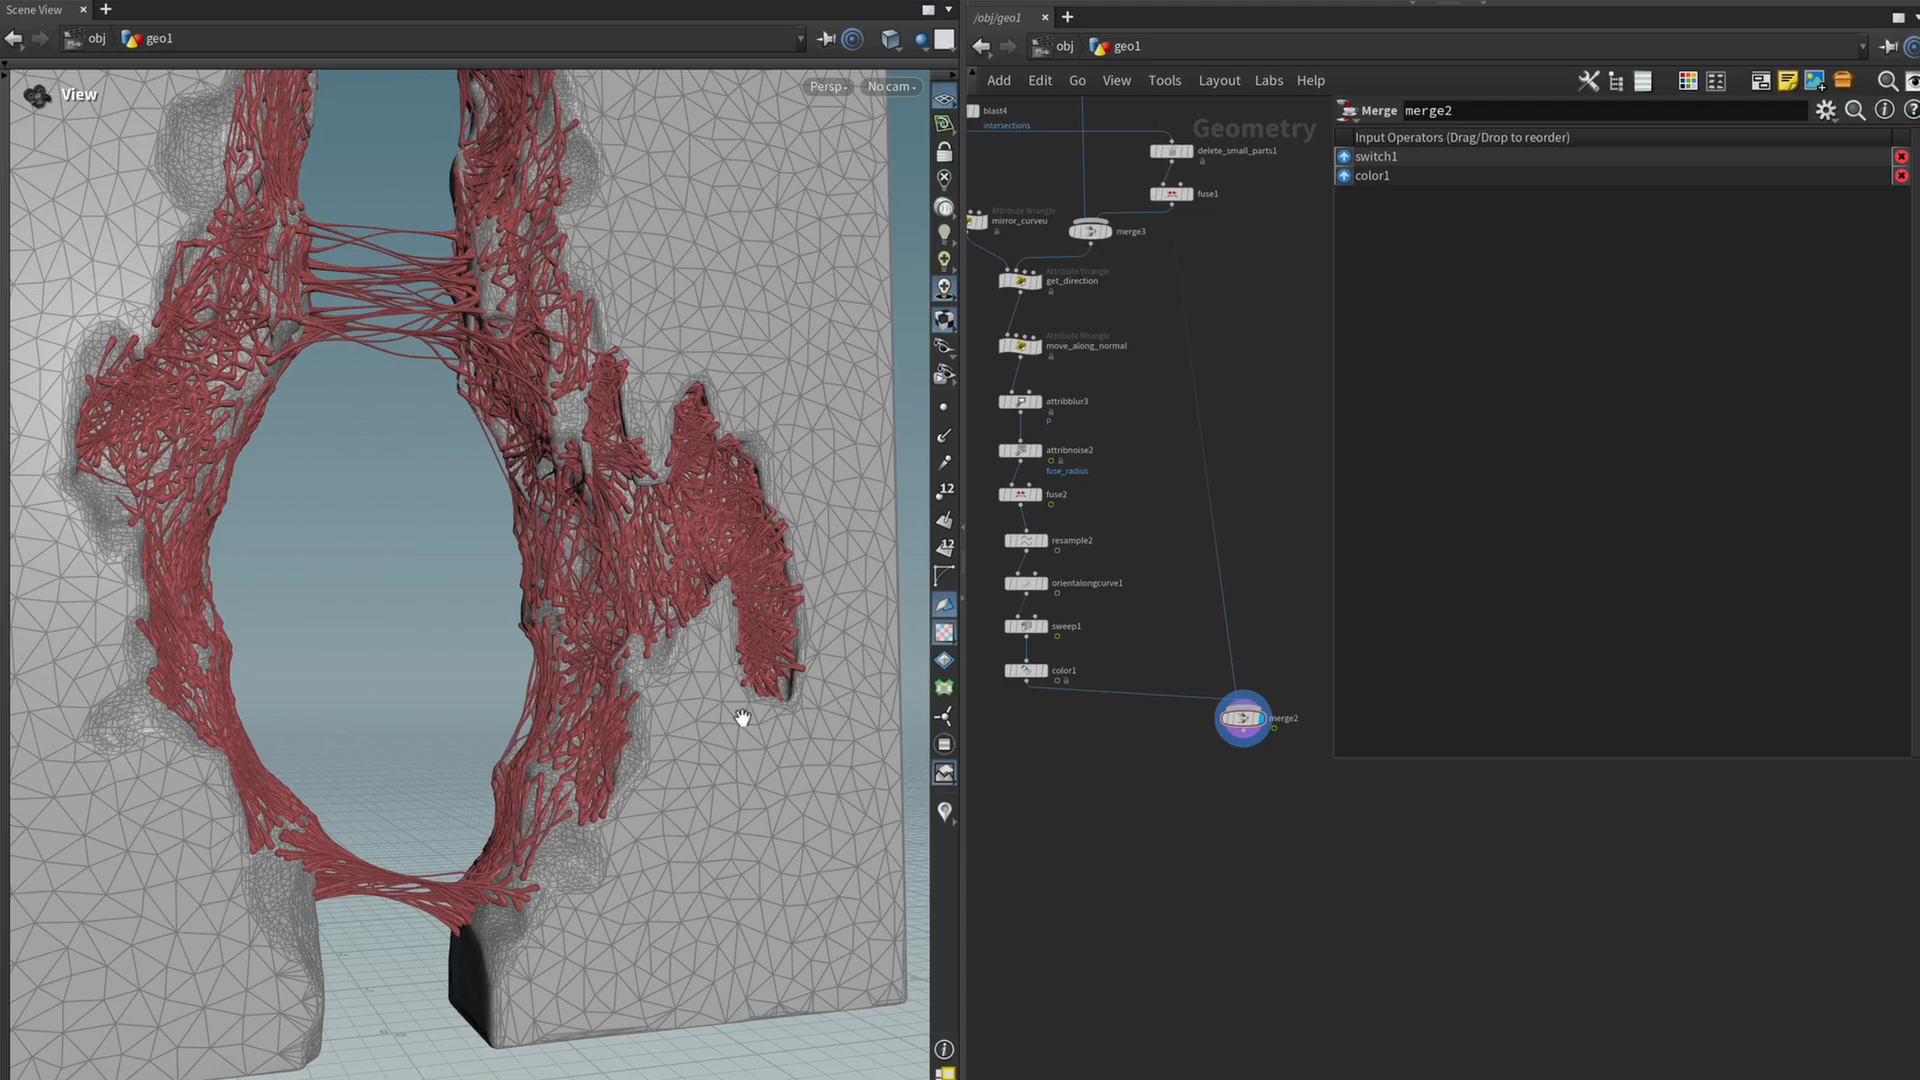 Scene View
obj
geo1
View
Persp
No cam
12
12
/obj/geo1
obj
geo1
Add Edit Go View Tools Layout Labs Help
Geometry
blast4
intersections
delete_small_parts1
fuse1
Attribute Wrangle
mirror_curveu
merge3
Attribute Wrangle
get_direction
Attribute Wrangle
move_along_normal
attribblur3
P
attribnoise2
fuse_radius
fuse2
resample2
orientalongcurve1
sweep1
color1
merge2
Merge merge2
Input Operators (Drag/Drop to reorder)
switch1
color1